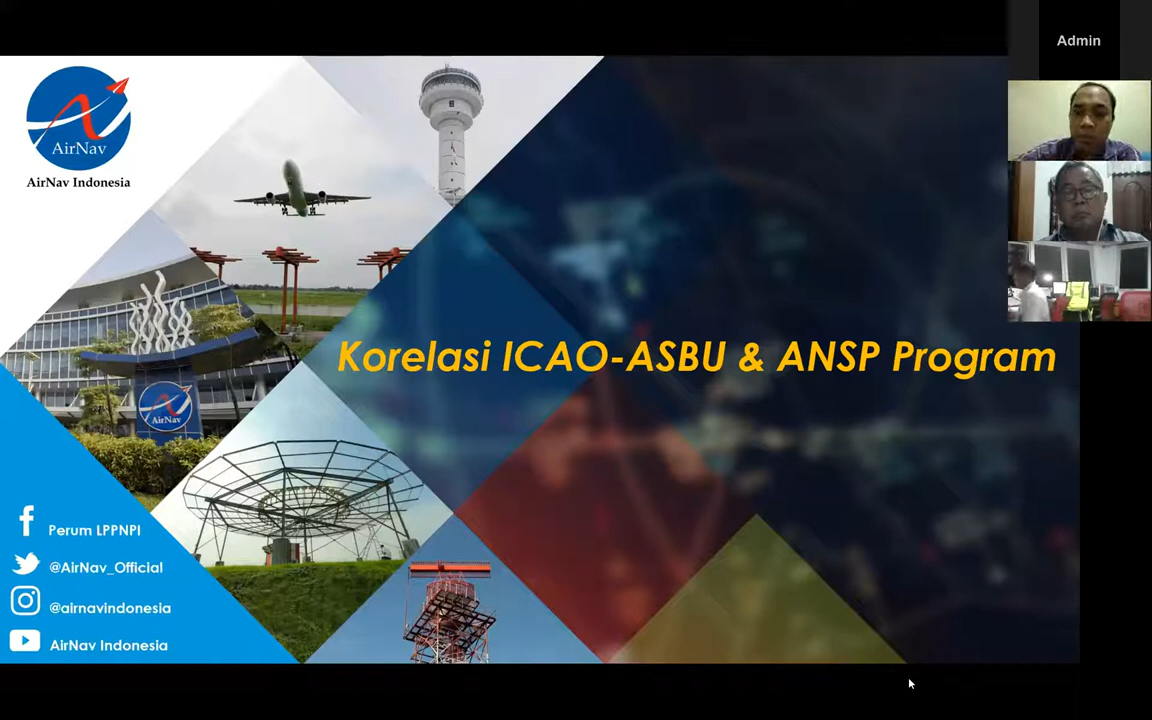 Admin
AirNav
AirNav Indonesia
Korelasi ICAO-ASBU & ANSP Program
AirNav
Perum LPPNPI
@AirNav_Official
@airnavindonesia
AirNav Indonesia